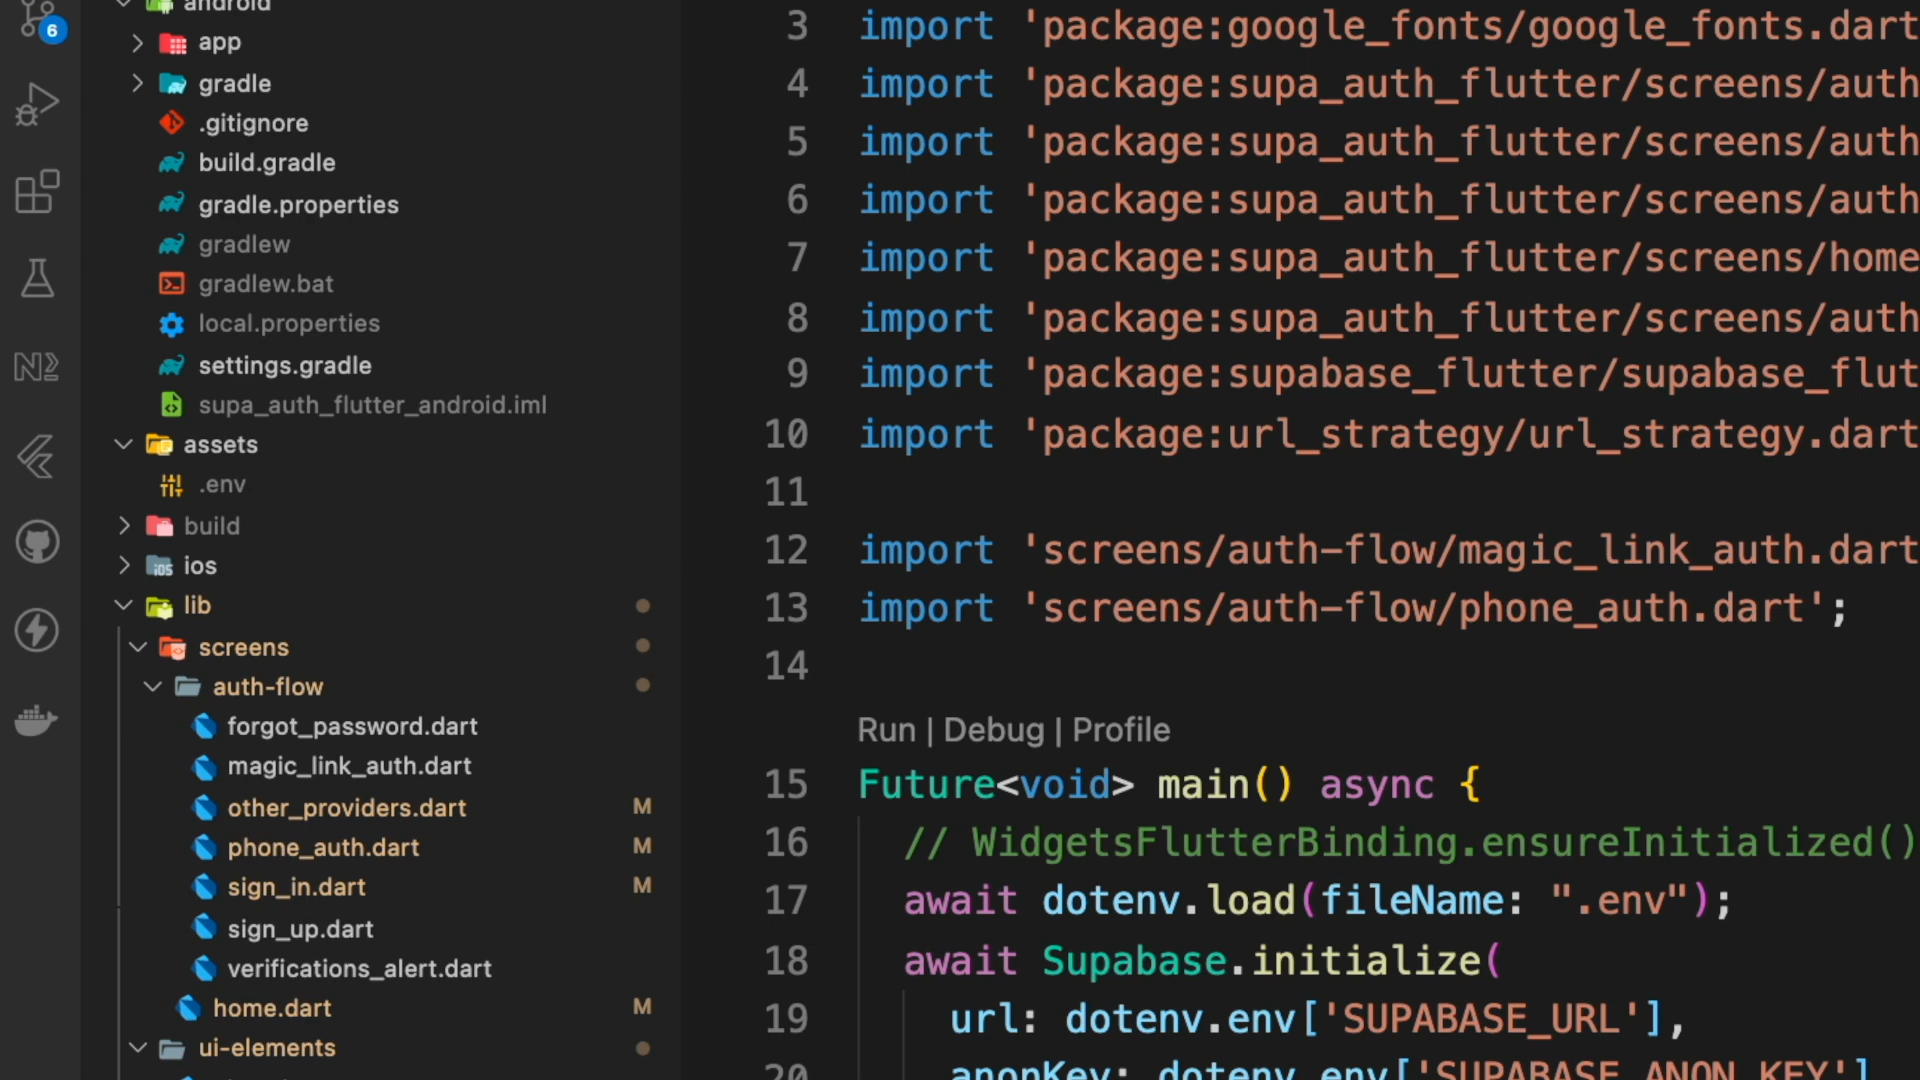 android
6
app
gradle
.gitignore
build.gradle
gradle.properties
gradlew
gradlew.bat
local.properties
settings.gradle
supa_auth_flutter_android.iml
assets
.env
build
ios
lib
screens
auth-flow
forgot_password.dart
magic_link_auth.dart
other_providers.dart M
phone_auth.dart M
sign_in.dart M
sign_up.dart
verifications_alert.dart
home.dart M
ui-elements
3 import 'package:google_fonts/google_fonts.dart
4 import 'package:supa_auth_flutter/screens/auth
5 import 'package:supa_auth_flutter/screens/auth
6 import 'package:supa_auth_flutter/screens/auth
7 import 'package:supa_auth_flutter/screens/home
8 import 'package:supa_auth_flutter/screens/auth
9 import 'package:supabase_flutter/supabase_flut
10 import 'package:url_strategy/url_strategy.dart
11
12 import 'screens/auth-flow/magic_link_auth.dart
13 import 'screens/auth-flow/phone_auth.dart';
14
Run | Debug | Profile
15 Future<void> main() async {
16 // WidgetsFlutterBinding.ensureInitialized()
17 await dotenv.load(fileName: ".env");
18 await Supabase.initialize(
19 url: dotenv.env['SUPABASE_URL'],
20 anonKey: dotenv.env['SUPABASE_ANON_KEY']